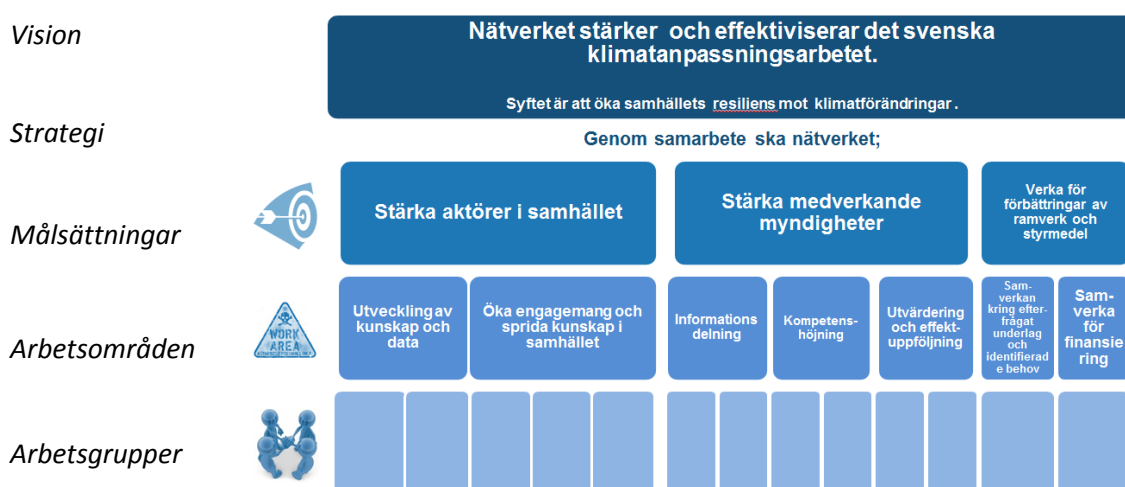 Vision
Nätverket stärker och effektiviserar det svenska
klimatanpassningsarbetet.
Syftet är att öka samhällets resiliens mot klimatförändringar .
Strategi
Genom samarbete ska nätverket;
Målsättningar
Stärka aktörer i samhället
Stärka medverkande
myndigheter
Verka för
förbättringar av
ramverk och
styrmedel
Arbetsområden
WORK
AREA
Utveckling av
kunskap och
data
Öka engagemang och
sprida kunskap i
samhället
Informations
delning
Kompetens-
höjning
Utvärdering
och effekt-
uppföljning
Sam-
verkan
kring efter-
frågat
underlag
och
identifierad
e behov
Sam-
verka
för
finansie
ring
Arbetsgrupper